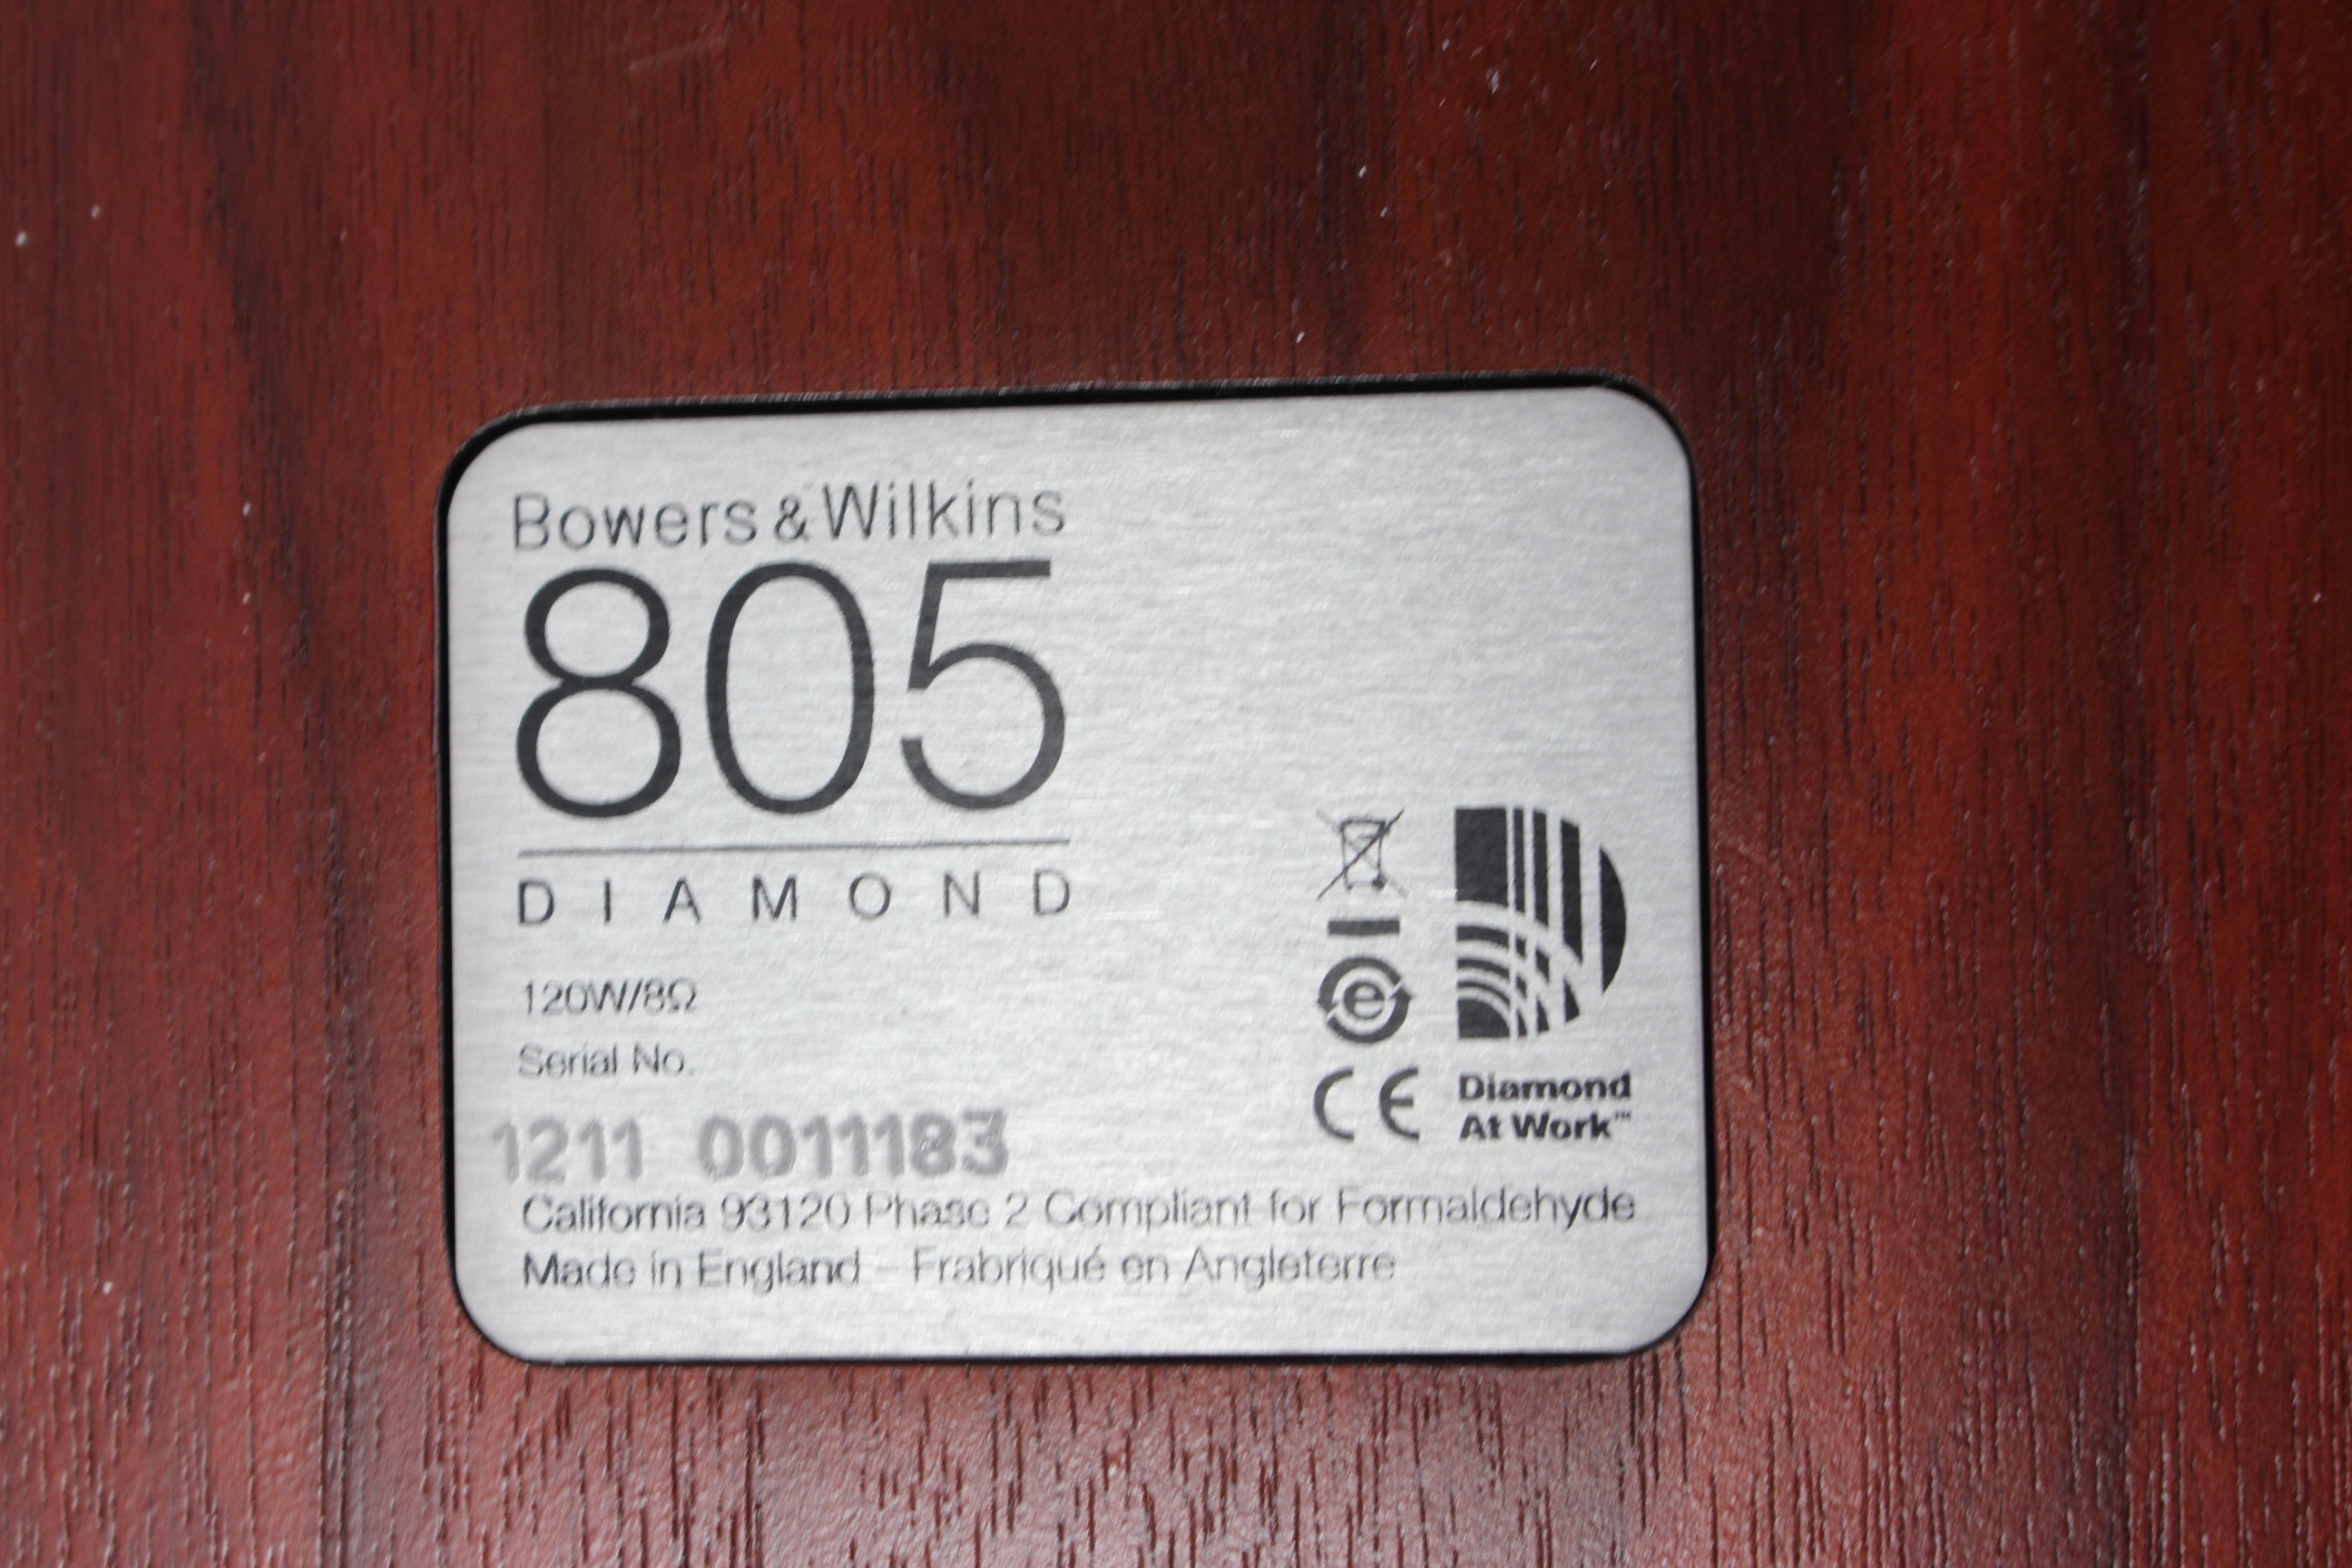 Bowers & Wilkins
805
DIAMOND
120W/8Ω
Serial No.
1211 0011183
California 93120 Phase 2 Compliant for Formaldehyde
Made in England – Frabriqué en Angleterre
e
CE
Diamond
At Work™